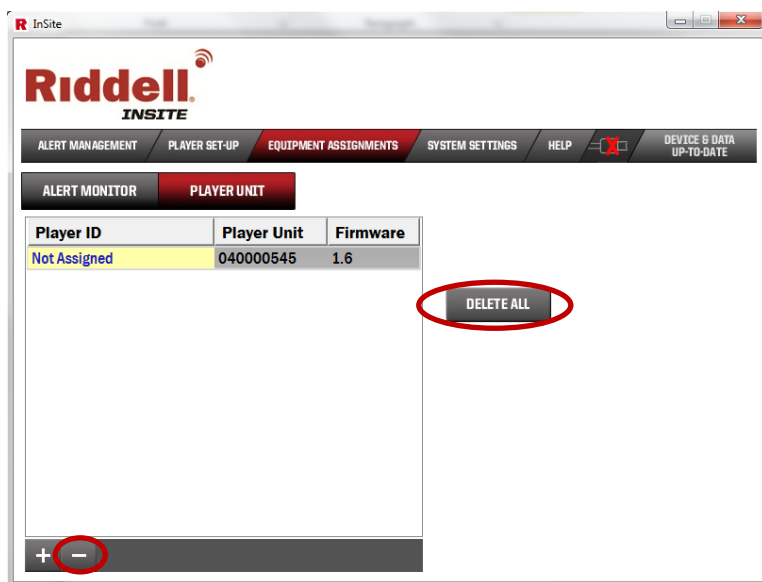 R InSite
Riddell
INSITE
ALERT MANAGEMENT PLAYER SET-UP EQUIPMENT ASSIGNMENTS SYSTEM SETTINGS HELP DEVICE & DATA
UP-TO-DATE
ALERT MONITOR PLAYER UNIT
Player ID Player Unit Firmware
Not Assigned 040000545 1.6
DELETE ALL
+ −